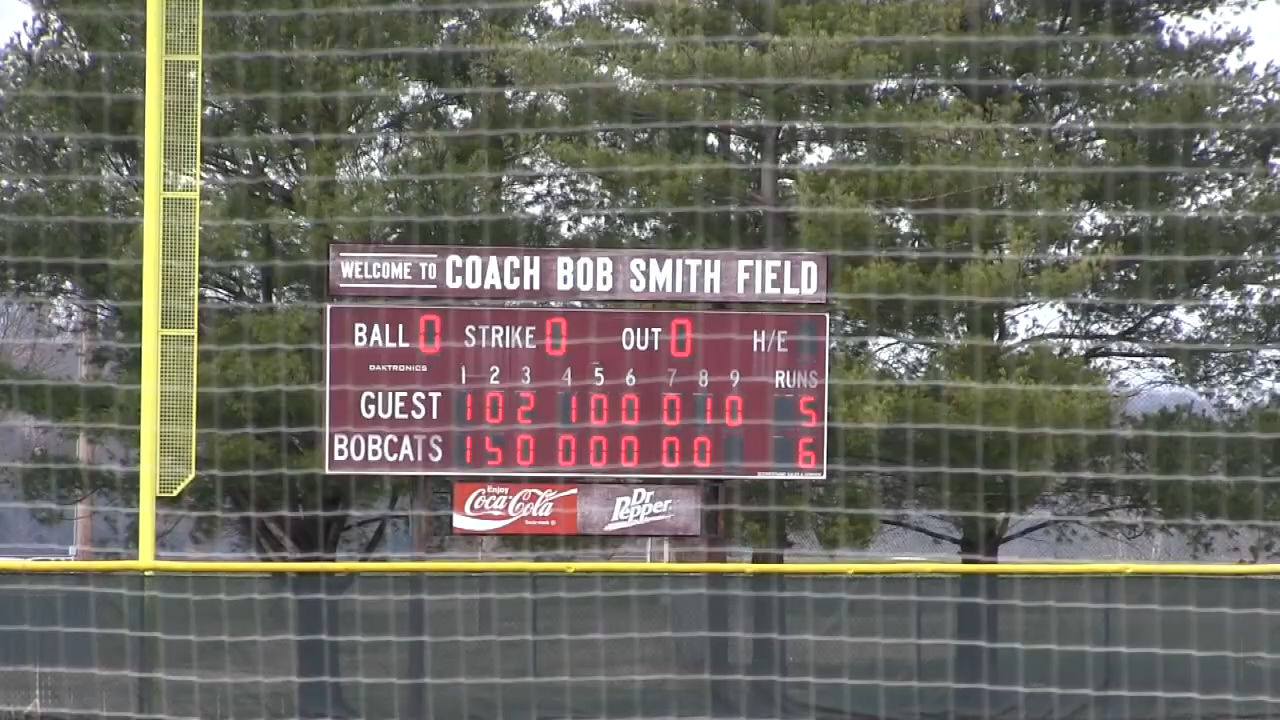 WELCOME TO COACH BOB SMITH FIELD
BALL 0 STRIKE 0 OUT 0 H/E
DAKTRONICS
1 2 3 4 5 6 7 8 9 RUNS
GUEST 1 0 2 1 0 0 0 1 0 5
BOBCATS 1 5 0 0 0 0 0 0 6
Enjoy
Coca-Cola
Dr
Pepper